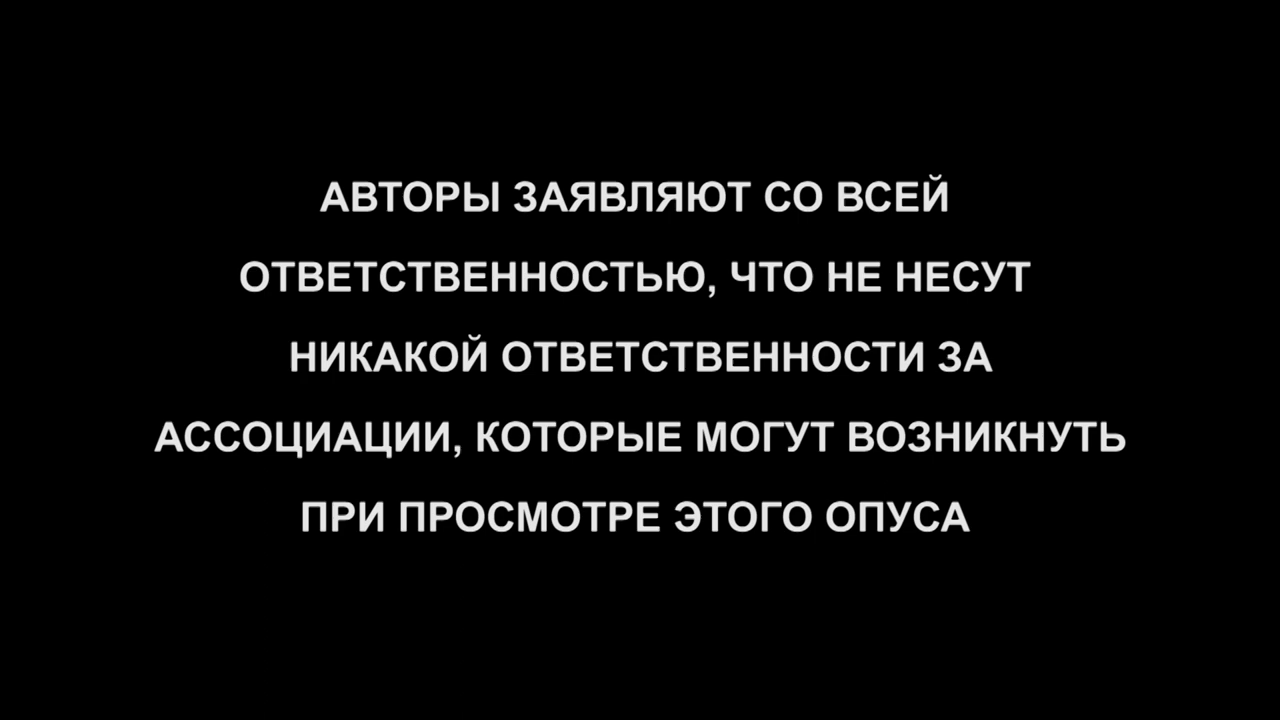 АВТОРЫ ЗАЯВЛЯЮТ СО ВСЕЙ
ОТВЕТСТВЕННОСТЬЮ, ЧТО НЕ НЕСУТ
НИКАКОЙ ОТВЕТСТВЕННОСТИ ЗА
АССОЦИАЦИИ, КОТОРЫЕ МОГУТ ВОЗНИКНУТЬ
ПРИ ПРОСМОТРЕ ЭТОГО ОПУСА